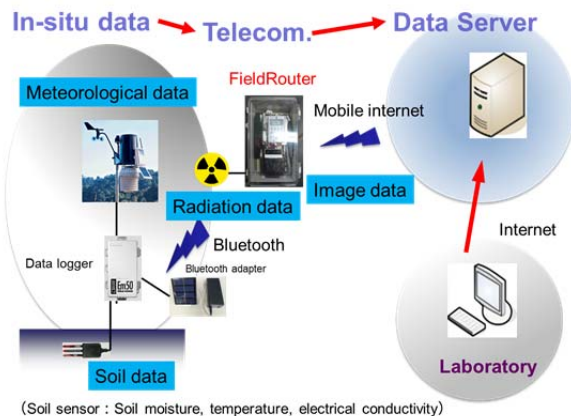 In-situ data
Telecom.
Data Server
FieldRouter
Meteorological data
Mobile internet
Radiation data
Image data
Bluetooth
Internet
Data logger
Bluetooth adapter
Em50
Laboratory
Soil data
(Soil sensor : Soil moisture, temperature, electrical conductivity)